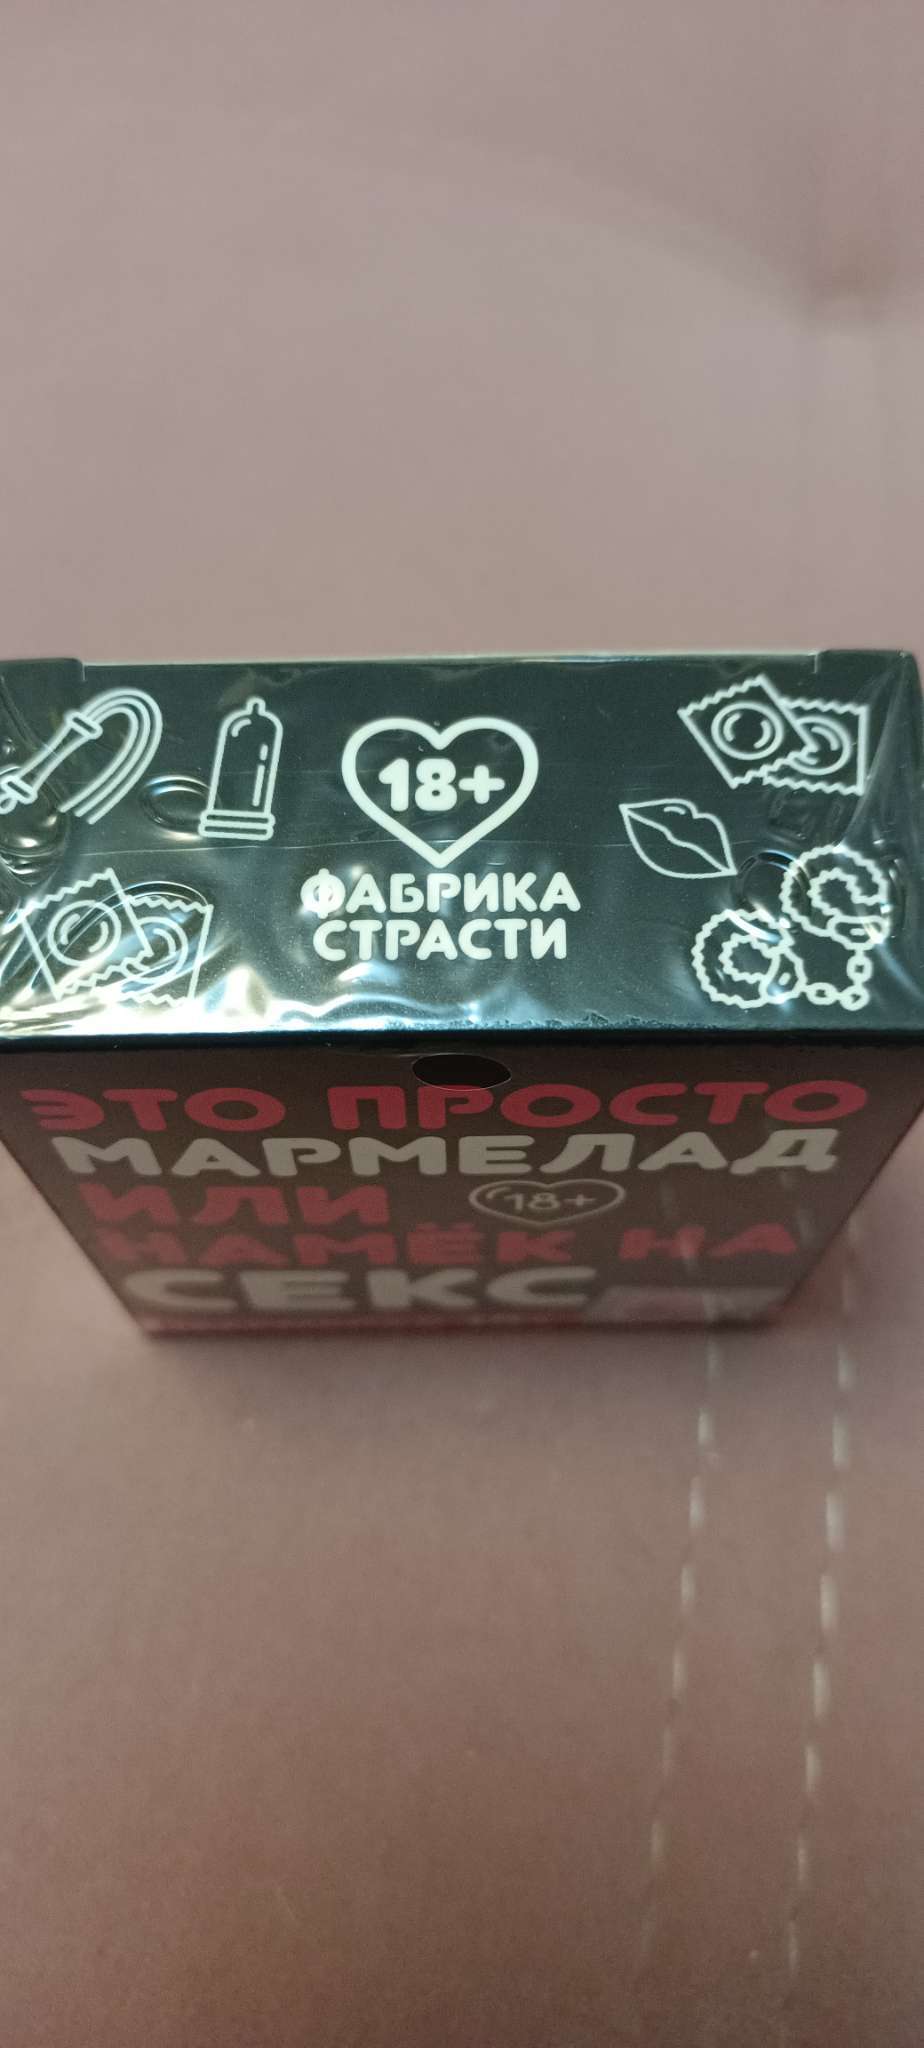 18+
ФАБРИКА
СТРАСТИ
ЭТО ПРОСТО
МАРМЕЛАД
ИЛИ 18+
НАМЁК НА
СЕКС